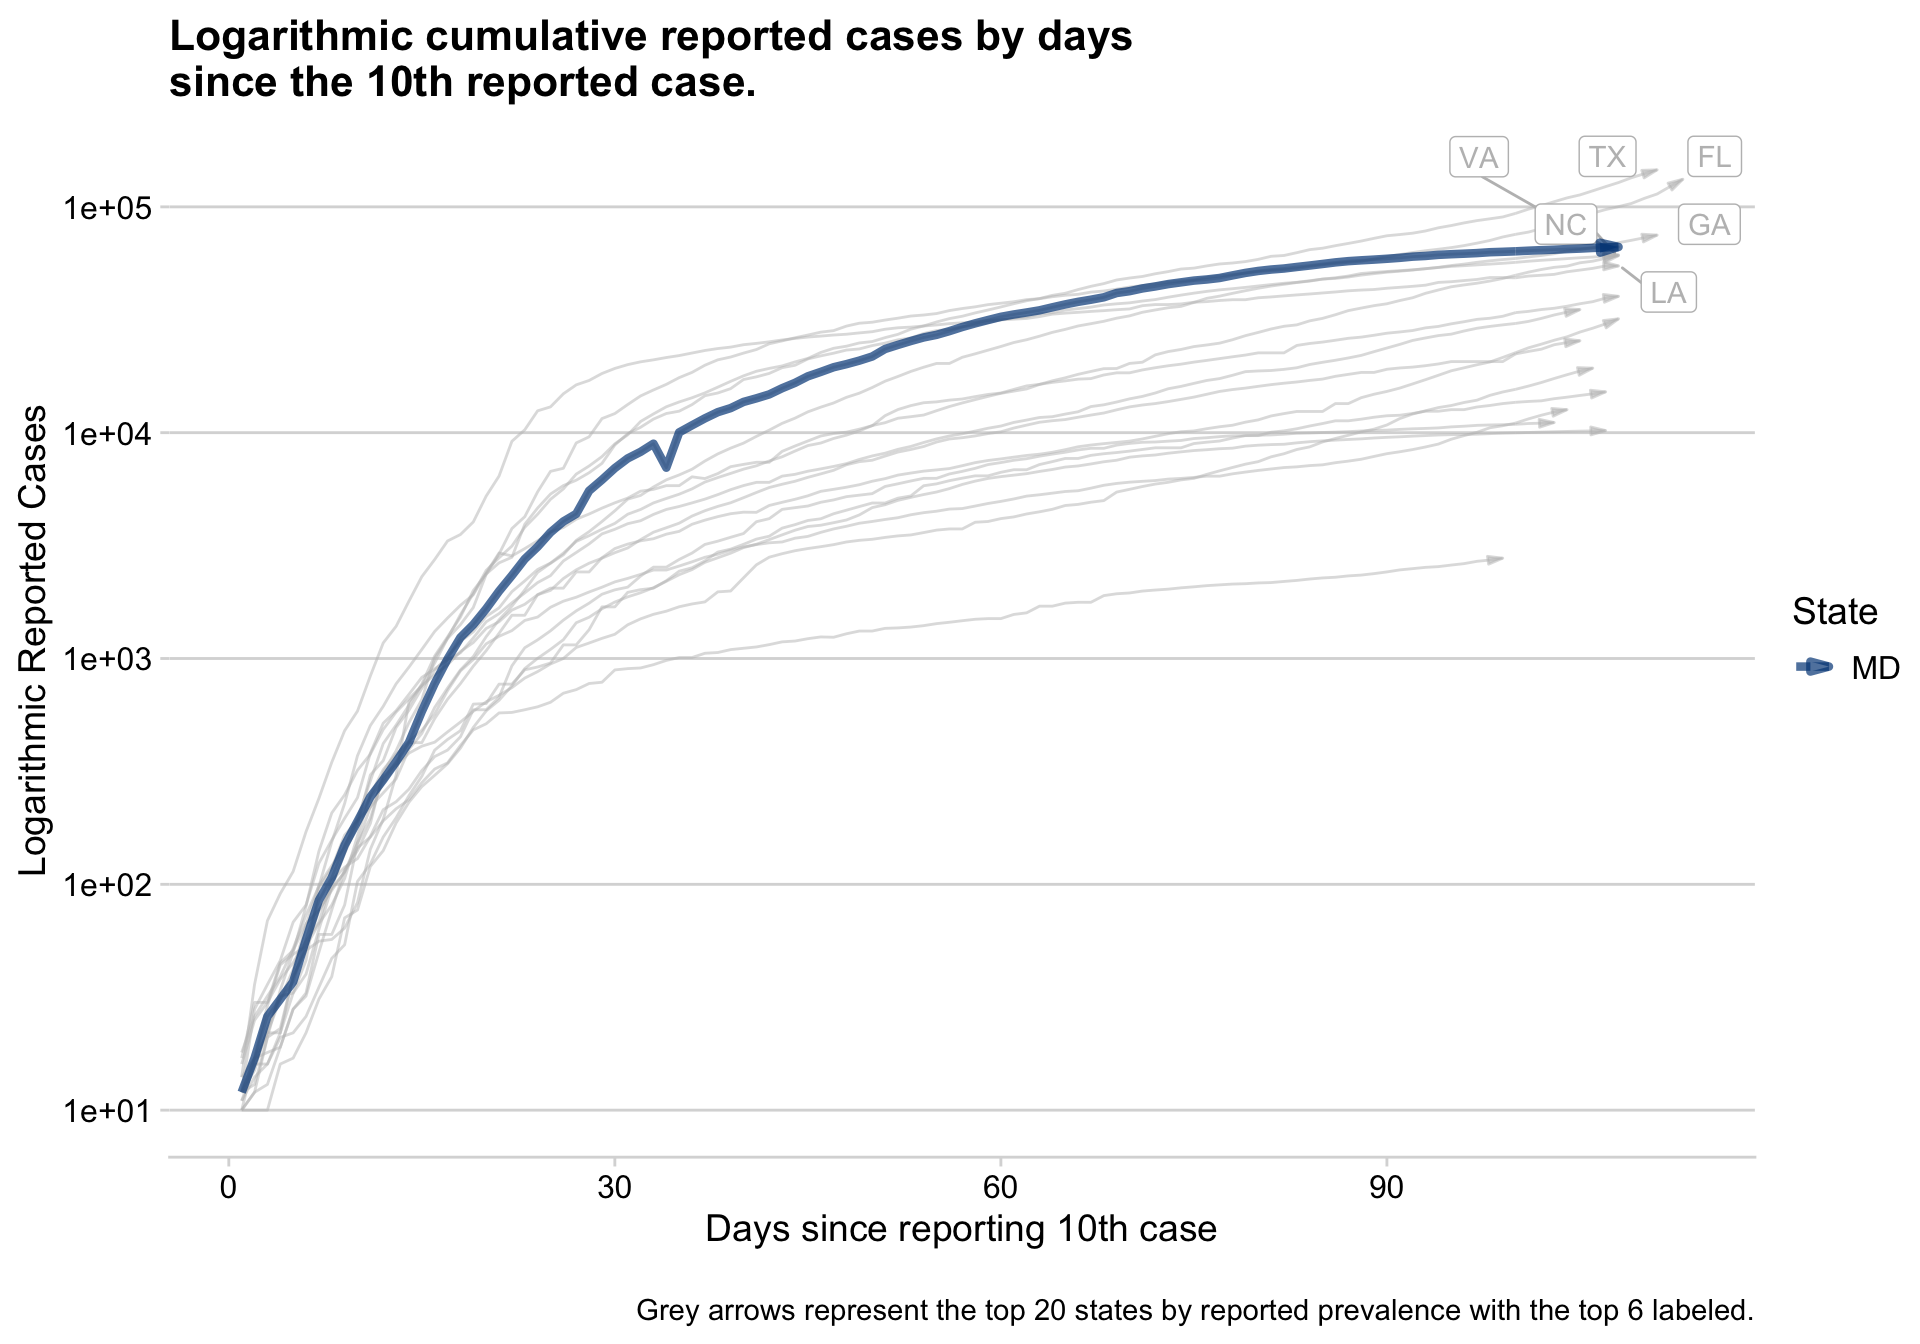 Logarithmic cumulative reported cases by days
since the 10th reported case.
VA
TX
FL
1e+05
NC
GA
LA
1e+04
1e+03
1e+02
1e+01
Logarithmic Reported Cases
State
MD
0
30
60
90
Days since reporting 10th case
Grey arrows represent the top 20 states by reported prevalence with the top 6 labeled.